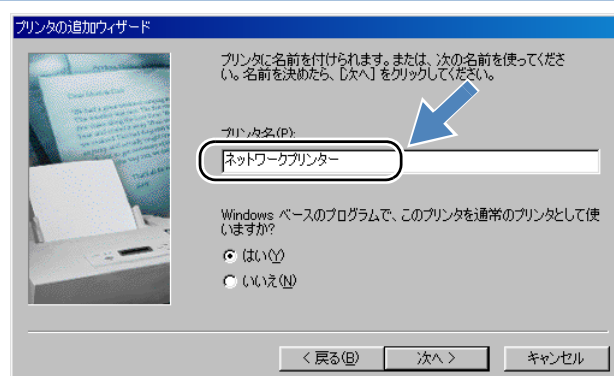 プリンタの追加ウィザード
プリンタに名前を付けられます。または、次の名前を使ってくださ
い。名前を決めたら、[次へ] をクリックしてください。
プリンタ名(P):
ネットワークプリンター
Windows ベースのプログラムで、このプリンタを通常のプリンタとして使
いますか?
はい(Y)
いいえ(N)
< 戻る(B)
次へ >
キャンセル